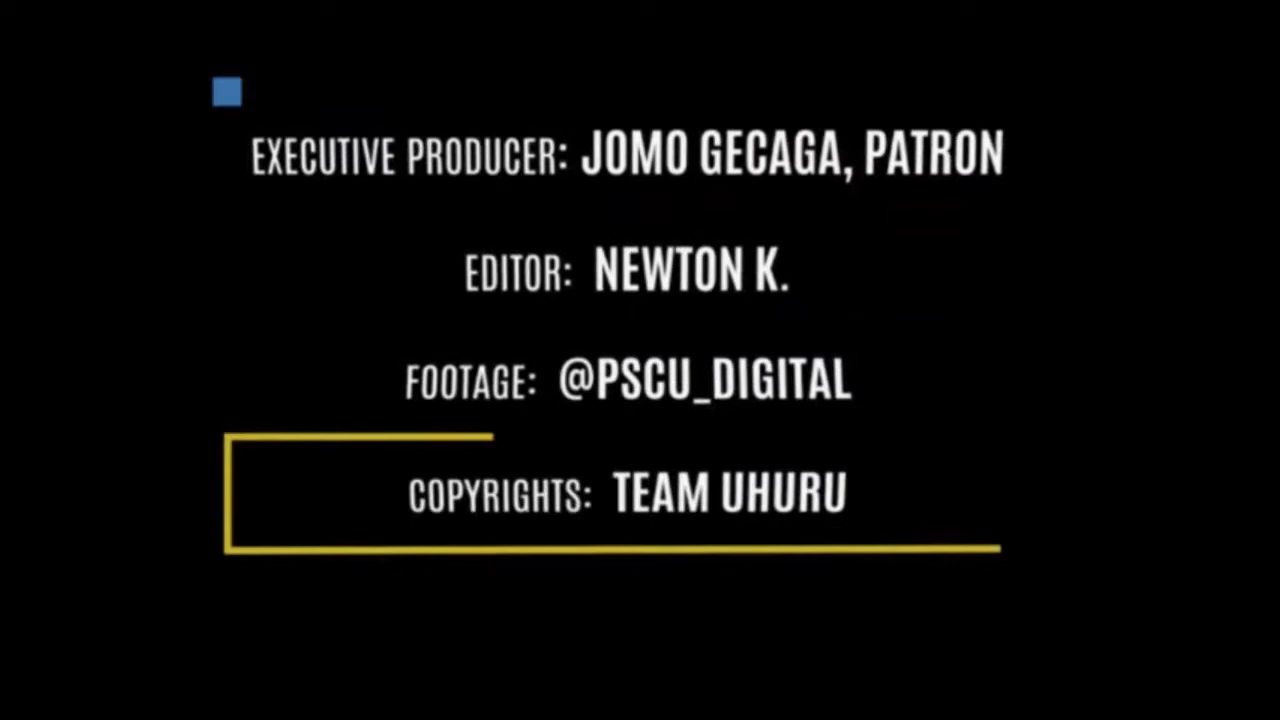 EXECUTIVE PRODUCER: JOMO GECAGA, PATRON
EDITOR: NEWTON K.
FOOTAGE: @PSCU_DIGITAL
COPYRIGHTS: TEAM UHURU